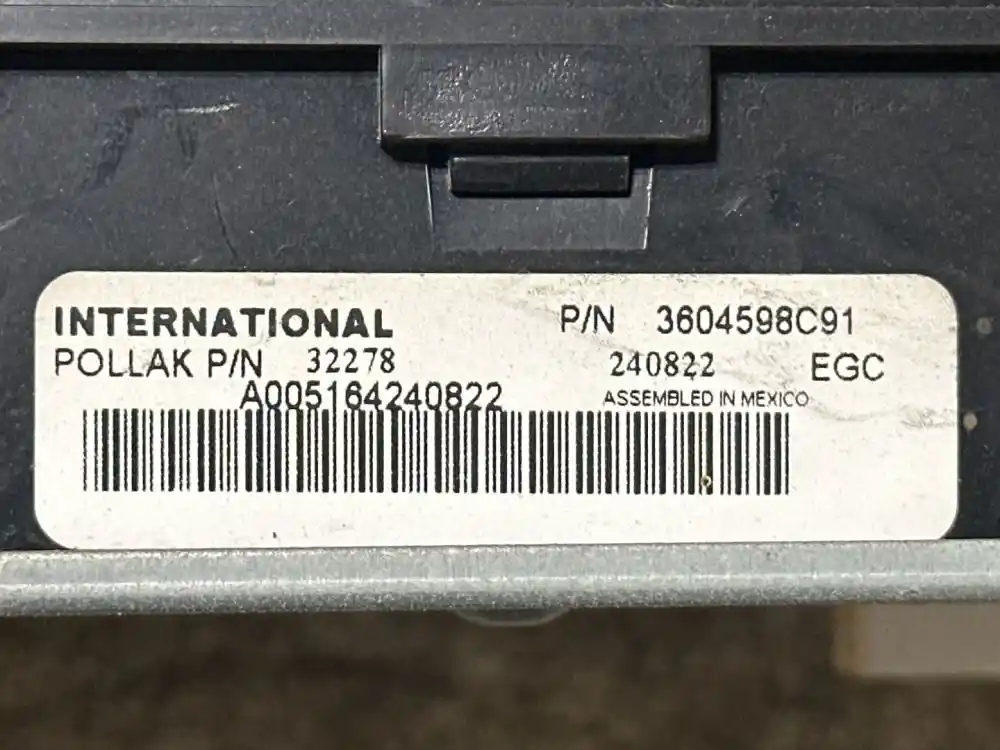 INTERNATIONAL P/N 3604598C91
POLLAK P/N 32278 240822 EGC
A005164240822 ASSEMBLED IN MEXICO